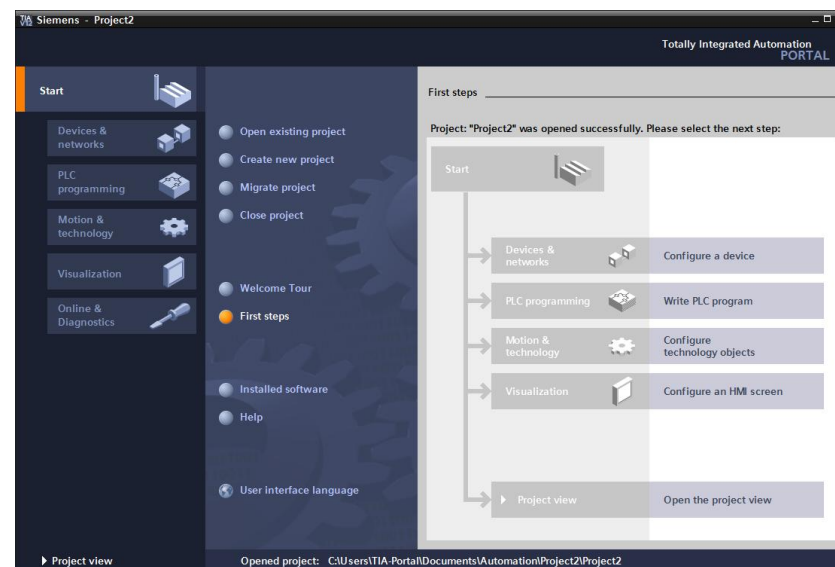 Siemens - Project2
Totally Integrated Automation
PORTAL
Start
Devices &
networks
PLC
programming
Motion &
technology
Visualization
Online &
Diagnostics
Open existing project
Create new project
Migrate project
Close project
Welcome Tour
First steps
Installed software
Help
User interface language
First steps
Project: "Project2" was opened successfully. Please select the next step:
Start
Devices &
networks
Configure a device
PLC programming
Write PLC program
Motion &
technology
Configure
technology objects
Visualization
Configure an HMI screen
Project view
Open the project view
Project view
Opened project: C:\Users\TIA-Portal\Documents\Automation\Project2\Project2